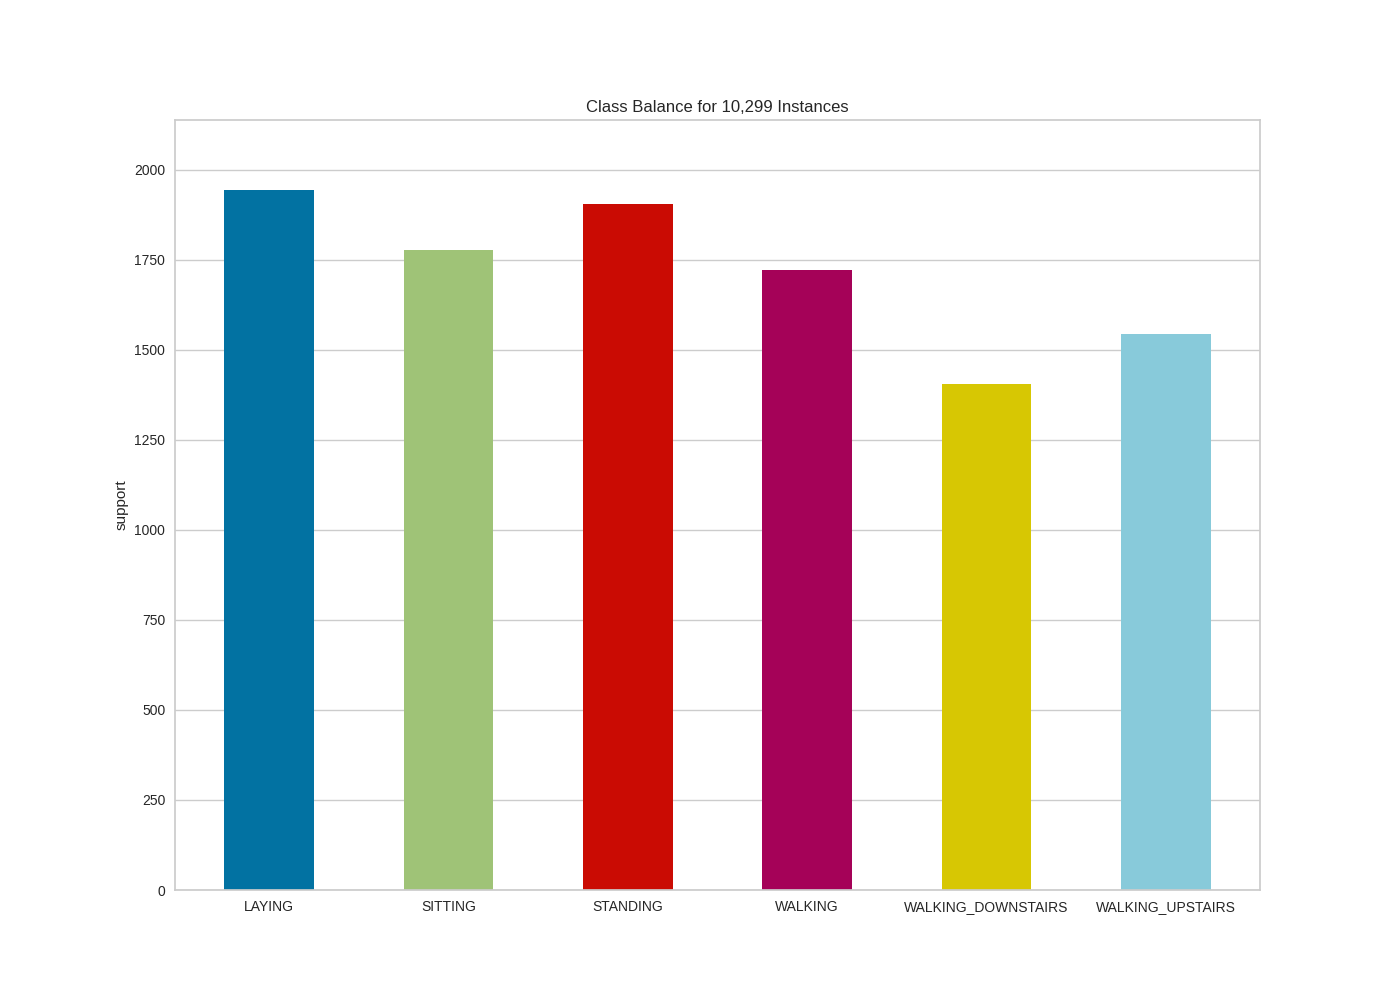 Class Balance for 10,299 Instances
support
2000
1750
1500
1250
1000
750
500
250
0
LAYING
SITTING
STANDING
WALKING
WALKING_DOWNSTAIRS
WALKING_UPSTAIRS